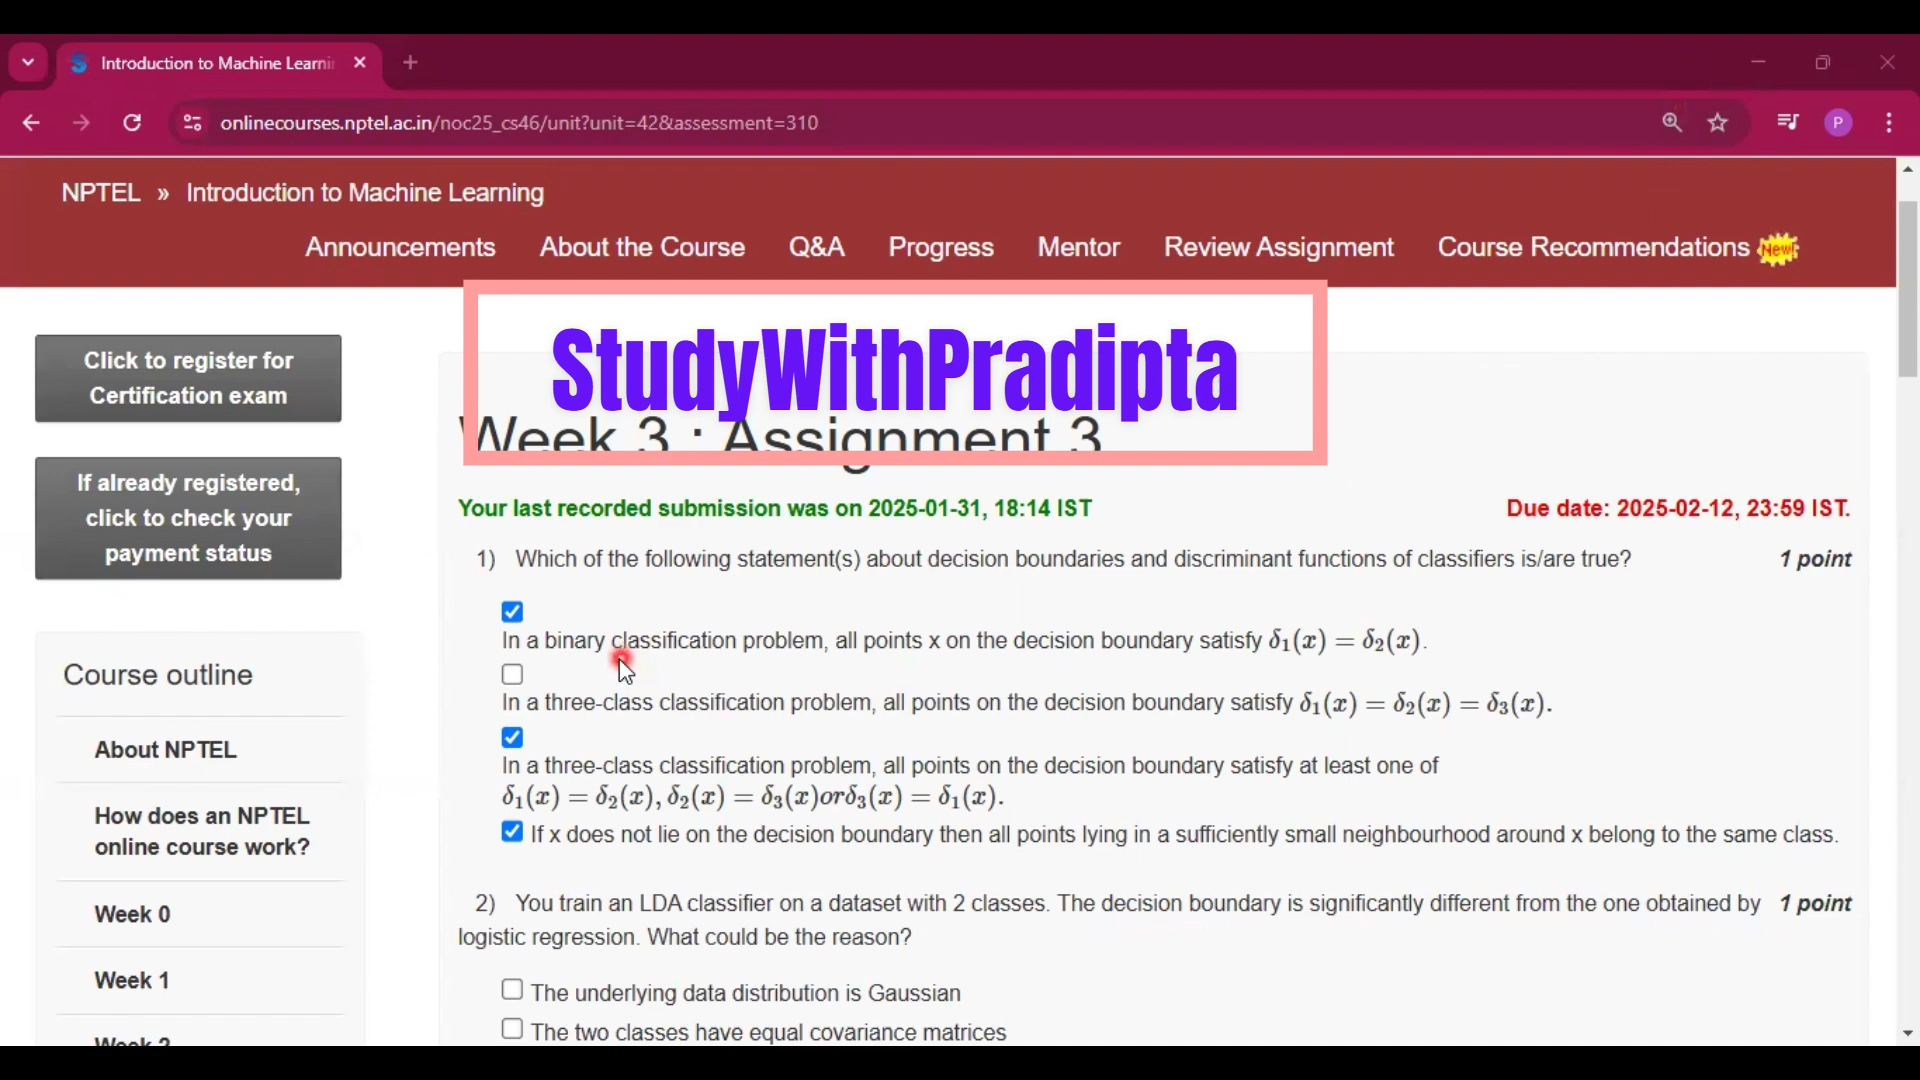 Introduction to Machine Learni
onlinecourses.nptel.ac.in/noc25_cs46/unit?unit=42&assessment=310
P
NPTEL » Introduction to Machine Learning
Announcements About the Course Q&A Progress Mentor Review Assignment Course Recommendations New!
Click to register for
Certification exam
If already registered,
click to check your
payment status
Course outline
About NPTEL
How does an NPTEL
online course work?
Week 0
Week 1
Week 2
StudyWithPradipta
Week 3 : Assignment 3
Your last recorded submission was on 2025-01-31, 18:14 IST Due date: 2025-02-12, 23:59 IST.
1) Which of the following statement(s) about decision boundaries and discriminant functions of classifiers is/are true? 1 point
In a binary classification problem, all points x on the decision boundary satisfy δ₁(x) = δ₂(x).
In a three-class classification problem, all points on the decision boundary satisfy δ₁(x) = δ₂(x) = δ₃(x).
In a three-class classification problem, all points on the decision boundary satisfy at least one of
δ₁(x) = δ₂(x), δ₂(x) = δ₃(x)orδ₃(x) = δ₁(x).
If x does not lie on the decision boundary then all points lying in a sufficiently small neighbourhood around x belong to the same class.
2) You train an LDA classifier on a dataset with 2 classes. The decision boundary is significantly different from the one obtained by 1 point
logistic regression. What could be the reason?
The underlying data distribution is Gaussian
The two classes have equal covariance matrices